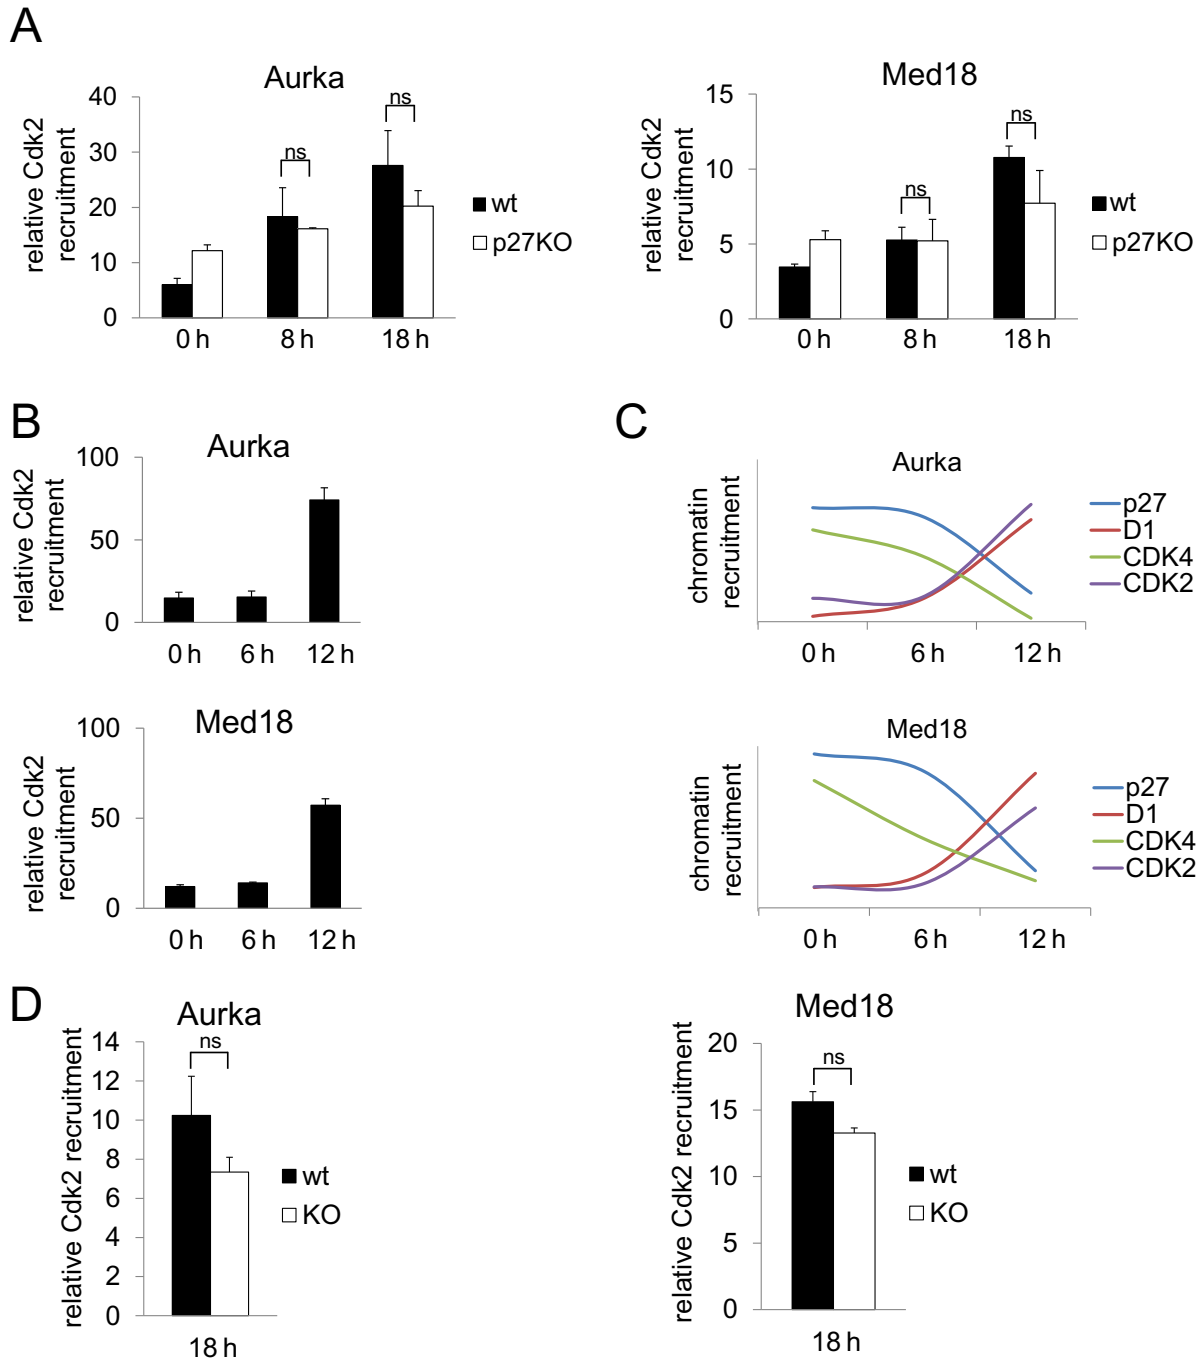 A
Aurka
relative Cdk2
recruitment
40
30
20
10
0
ns
ns
0 h
8 h
18 h
wt
p27KO
Med18
relative Cdk2
recruitment
15
10
5
0
ns
ns
0 h
8 h
18 h
wt
p27KO
B
Aurka
relative Cdk2
recruitment
100
50
0
0 h
6 h
12 h
Med18
relative Cdk2
recruitment
100
50
0
0 h
6 h
12 h
C
Aurka
chromatin
recruitment
p27
D1
CDK4
CDK2
0 h
6 h
12 h
Med18
chromatin
recruitment
p27
D1
CDK4
CDK2
0 h
6 h
12 h
D
Aurka
relative Cdk2 recruitment
14
12
10
8
6
4
2
0
ns
18 h
wt
KO
Med18
relative Cdk2 recruitment
20
15
10
5
0
ns
18 h
wt
KO